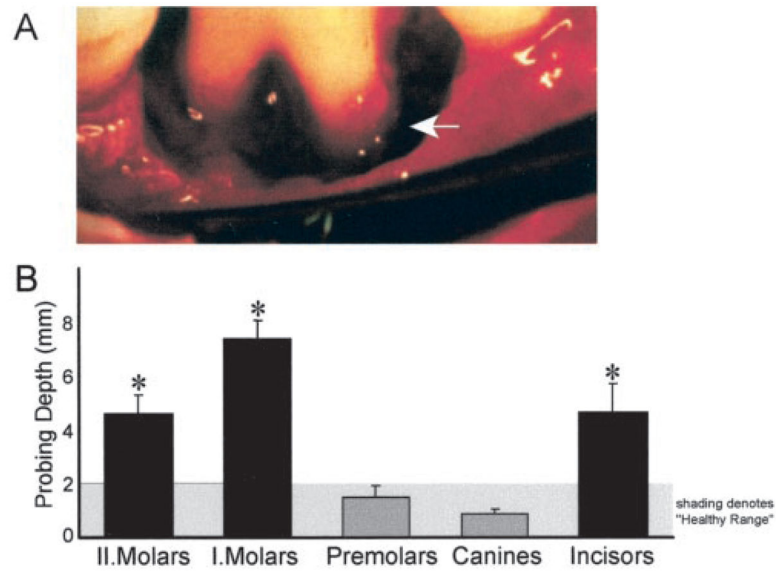 A
B
Probing Depth (mm)
8
6
4
2
0
*
*
*
shading denotes
"Healthy Range"
II.Molars I.Molars Premolars Canines Incisors